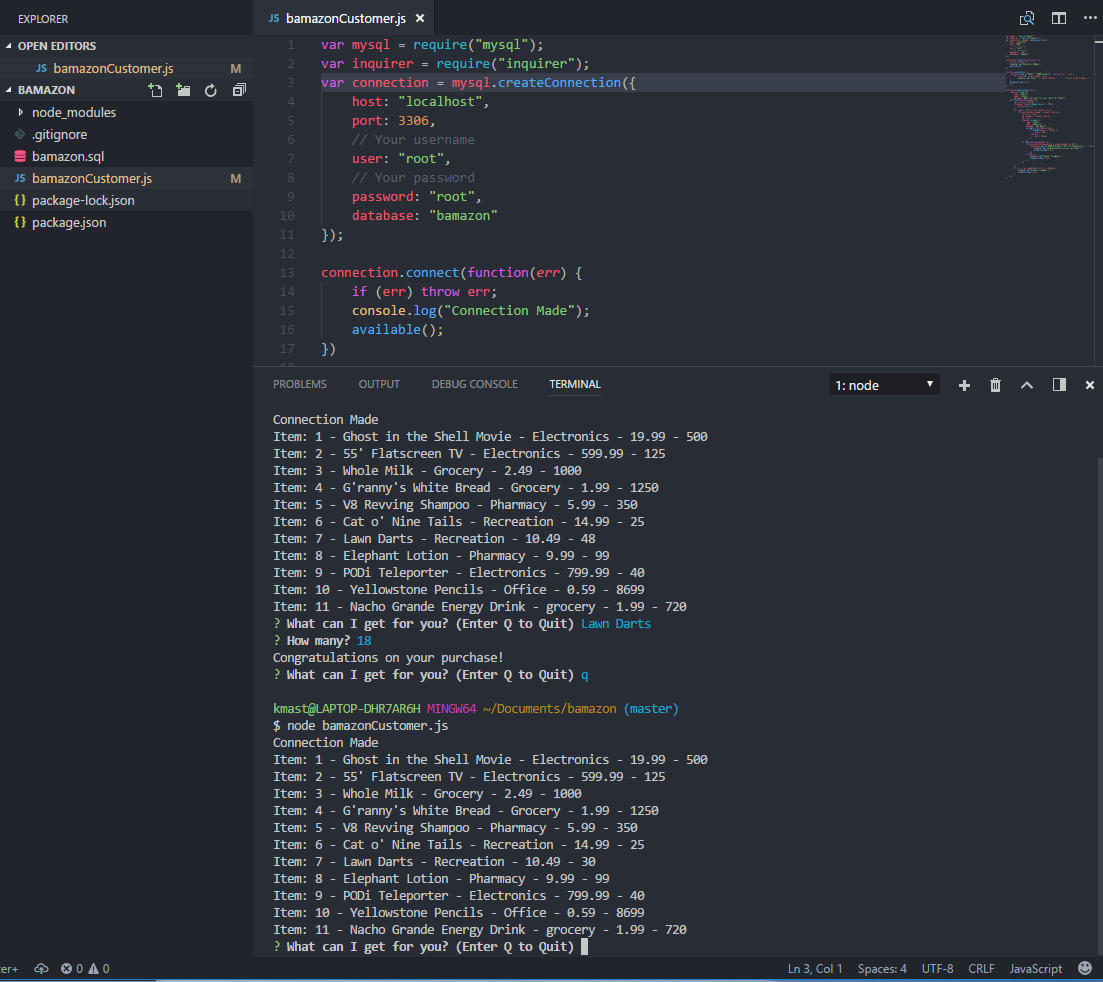 EXPLORER
OPEN EDITORS
JS bamazonCustomer.js M
BAMAZON
node_modules
.gitignore
bamazon.sql
JS bamazonCustomer.js M
{} package-lock.json
{} package.json
JS bamazonCustomer.js ×
1 var mysql = require("mysql");
2 var inquirer = require("inquirer");
3 var connection = mysql.createConnection({
4 host: "localhost",
5 port: 3306,
6 // Your username
7 user: "root",
8 // Your password
9 password: "root",
10 database: "bamazon"
11 });
12
13 connection.connect(function(err) {
14 if (err) throw err;
15 console.log("Connection Made");
16 available();
17 })
PROBLEMS OUTPUT DEBUG CONSOLE TERMINAL 1: node
Connection Made
Item: 1 - Ghost in the Shell Movie - Electronics - 19.99 - 500
Item: 2 - 55' Flatscreen TV - Electronics - 599.99 - 125
Item: 3 - Whole Milk - Grocery - 2.49 - 1000
Item: 4 - G'ranny's White Bread - Grocery - 1.99 - 1250
Item: 5 - V8 Revving Shampoo - Pharmacy - 5.99 - 350
Item: 6 - Cat o' Nine Tails - Recreation - 14.99 - 25
Item: 7 - Lawn Darts - Recreation - 10.49 - 48
Item: 8 - Elephant Lotion - Pharmacy - 9.99 - 99
Item: 9 - PODi Teleporter - Electronics - 799.99 - 40
Item: 10 - Yellowstone Pencils - Office - 0.59 - 8699
Item: 11 - Nacho Grande Energy Drink - grocery - 1.99 - 720
? What can I get for you? (Enter Q to Quit) Lawn Darts
? How many? 18
Congratulations on your purchase!
? What can I get for you? (Enter Q to Quit) q
kmast@LAPTOP-DHR7AR6H MINGW64 ~/Documents/bamazon (master)
$ node bamazonCustomer.js
Connection Made
Item: 1 - Ghost in the Shell Movie - Electronics - 19.99 - 500
Item: 2 - 55' Flatscreen TV - Electronics - 599.99 - 125
Item: 3 - Whole Milk - Grocery - 2.49 - 1000
Item: 4 - G'ranny's White Bread - Grocery - 1.99 - 1250
Item: 5 - V8 Revving Shampoo - Pharmacy - 5.99 - 350
Item: 6 - Cat o' Nine Tails - Recreation - 14.99 - 25
Item: 7 - Lawn Darts - Recreation - 10.49 - 30
Item: 8 - Elephant Lotion - Pharmacy - 9.99 - 99
Item: 9 - PODi Teleporter - Electronics - 799.99 - 40
Item: 10 - Yellowstone Pencils - Office - 0.59 - 8699
Item: 11 - Nacho Grande Energy Drink - grocery - 1.99 - 720
? What can I get for you? (Enter Q to Quit)
ter+ 0 0 Ln 3, Col 1 Spaces: 4 UTF-8 CRLF JavaScript